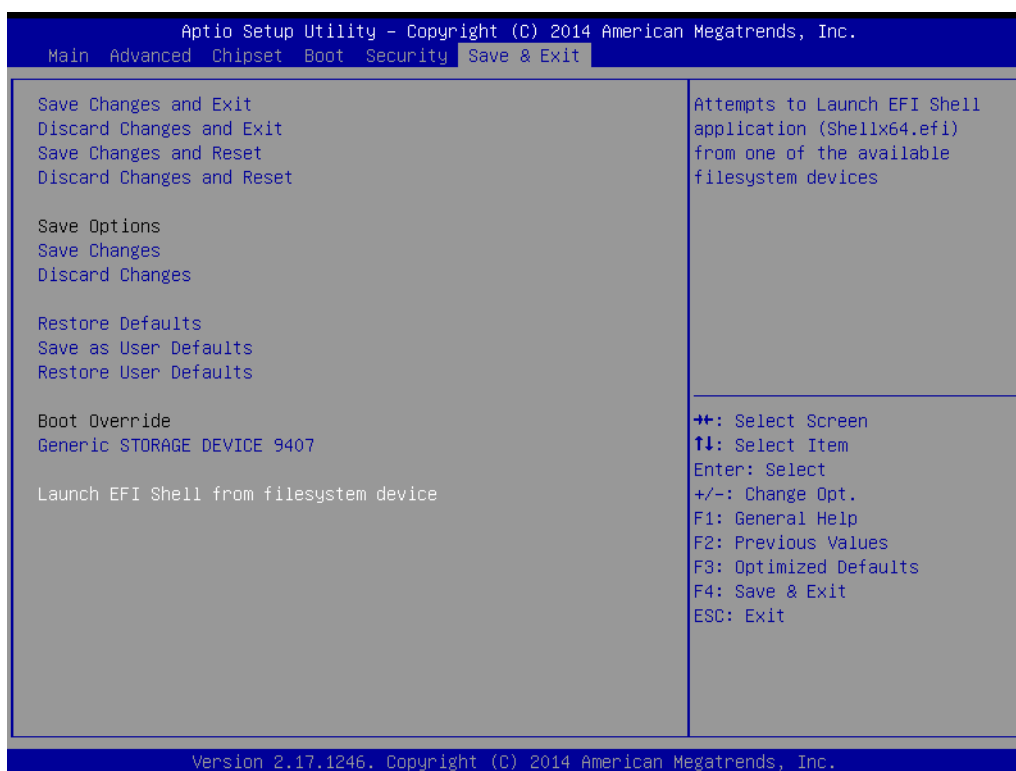 Aptio Setup Utility – Copyright (C) 2014 American Megatrends, Inc.
Main Advanced Chipset Boot Security Save & Exit
Save Changes and Exit
Discard Changes and Exit
Save Changes and Reset
Discard Changes and Reset
Save Options
Save Changes
Discard Changes
Restore Defaults
Save as User Defaults
Restore User Defaults
Boot Override
Generic STORAGE DEVICE 9407
Launch EFI Shell from filesystem device
Attempts to Launch EFI Shell
application (Shellx64.efi)
from one of the available
filesystem devices
→←: Select Screen
↑↓: Select Item
Enter: Select
+/-: Change Opt.
F1: General Help
F2: Previous Values
F3: Optimized Defaults
F4: Save & Exit
ESC: Exit
Version 2.17.1246. Copyright (C) 2014 American Megatrends, Inc.